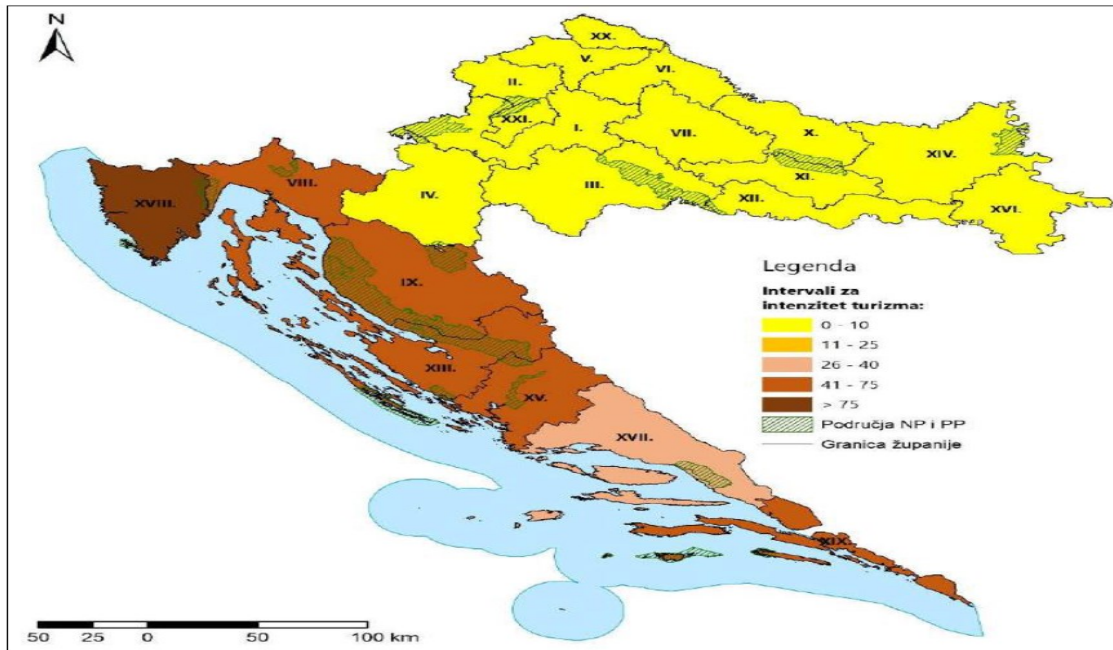 N
XX.
V.
VI.
II.
XXI.
I.
VII.
X.
XIV.
VIII.
XI.
XVIII.
IV.
III.
XII.
XVI.
IX.
XIII.
XV.
XVII.
XIX.
Legenda
Intervali za
intenzitet turizma:
0 - 10
11 - 25
26 - 40
41 - 75
> 75
Područja NP i PP
Granica županije
50 25 0 50 100 km